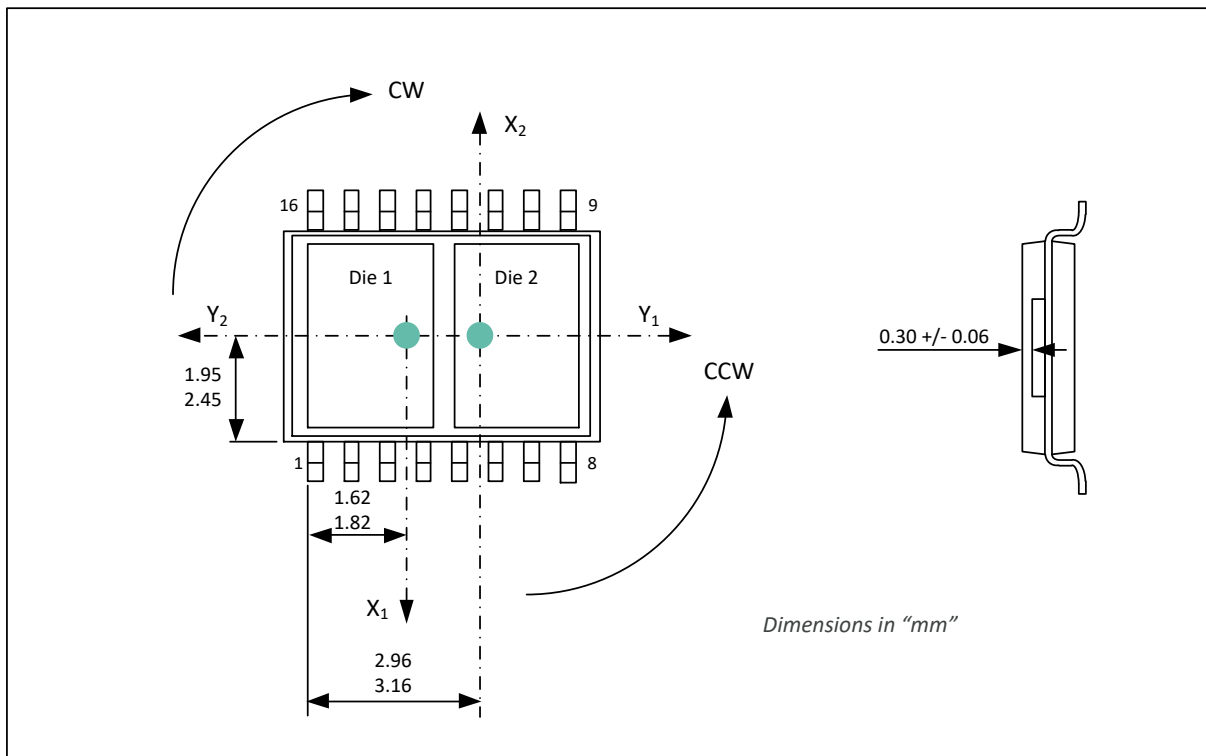 CW
X₂
16
9
Die 1
Die 2
Y₂
Y₁
0.30 +/- 0.06
1.95
2.45
CCW
1
8
1.62
1.82
X₁
Dimensions in “mm”
2.96
3.16